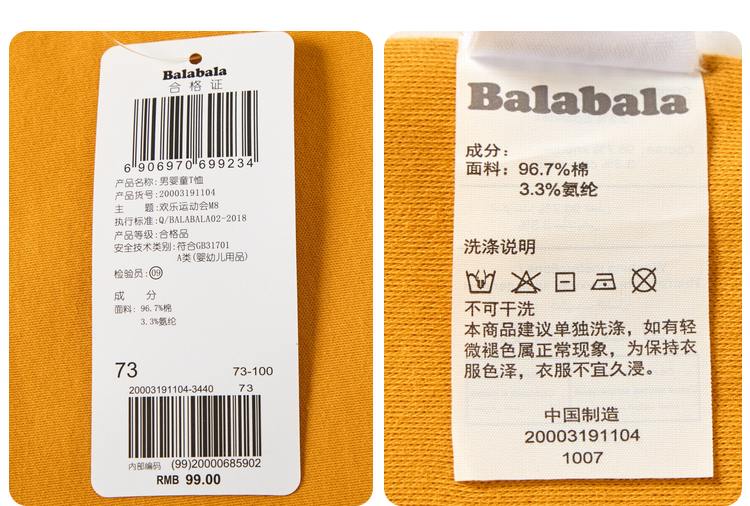 Balabala
合格证
6 906970 699234
产品名称: 男婴童T恤
产品货号: 20003191104
主 题: 欢乐运动会M8
执行标准: Q/BALABALA02-2018
产品等级: 合格品
安全技术类别: 符合GB31701
A类(婴幼儿用品)
检验员: 09
成 分
面料: 96.7%棉
3.3%氨纶
73 73-100
20003191104-3440 73
内部编码 (99)20000685902
RMB 99.00
Balabala
成分:
面料: 96.7%棉
3.3%氨纶
洗涤说明
不可干洗
本商品建议单独洗涤，如有轻
微褪色属正常现象，为保持衣
服色泽，衣服不宜久浸。
中国制造
20003191104
1007